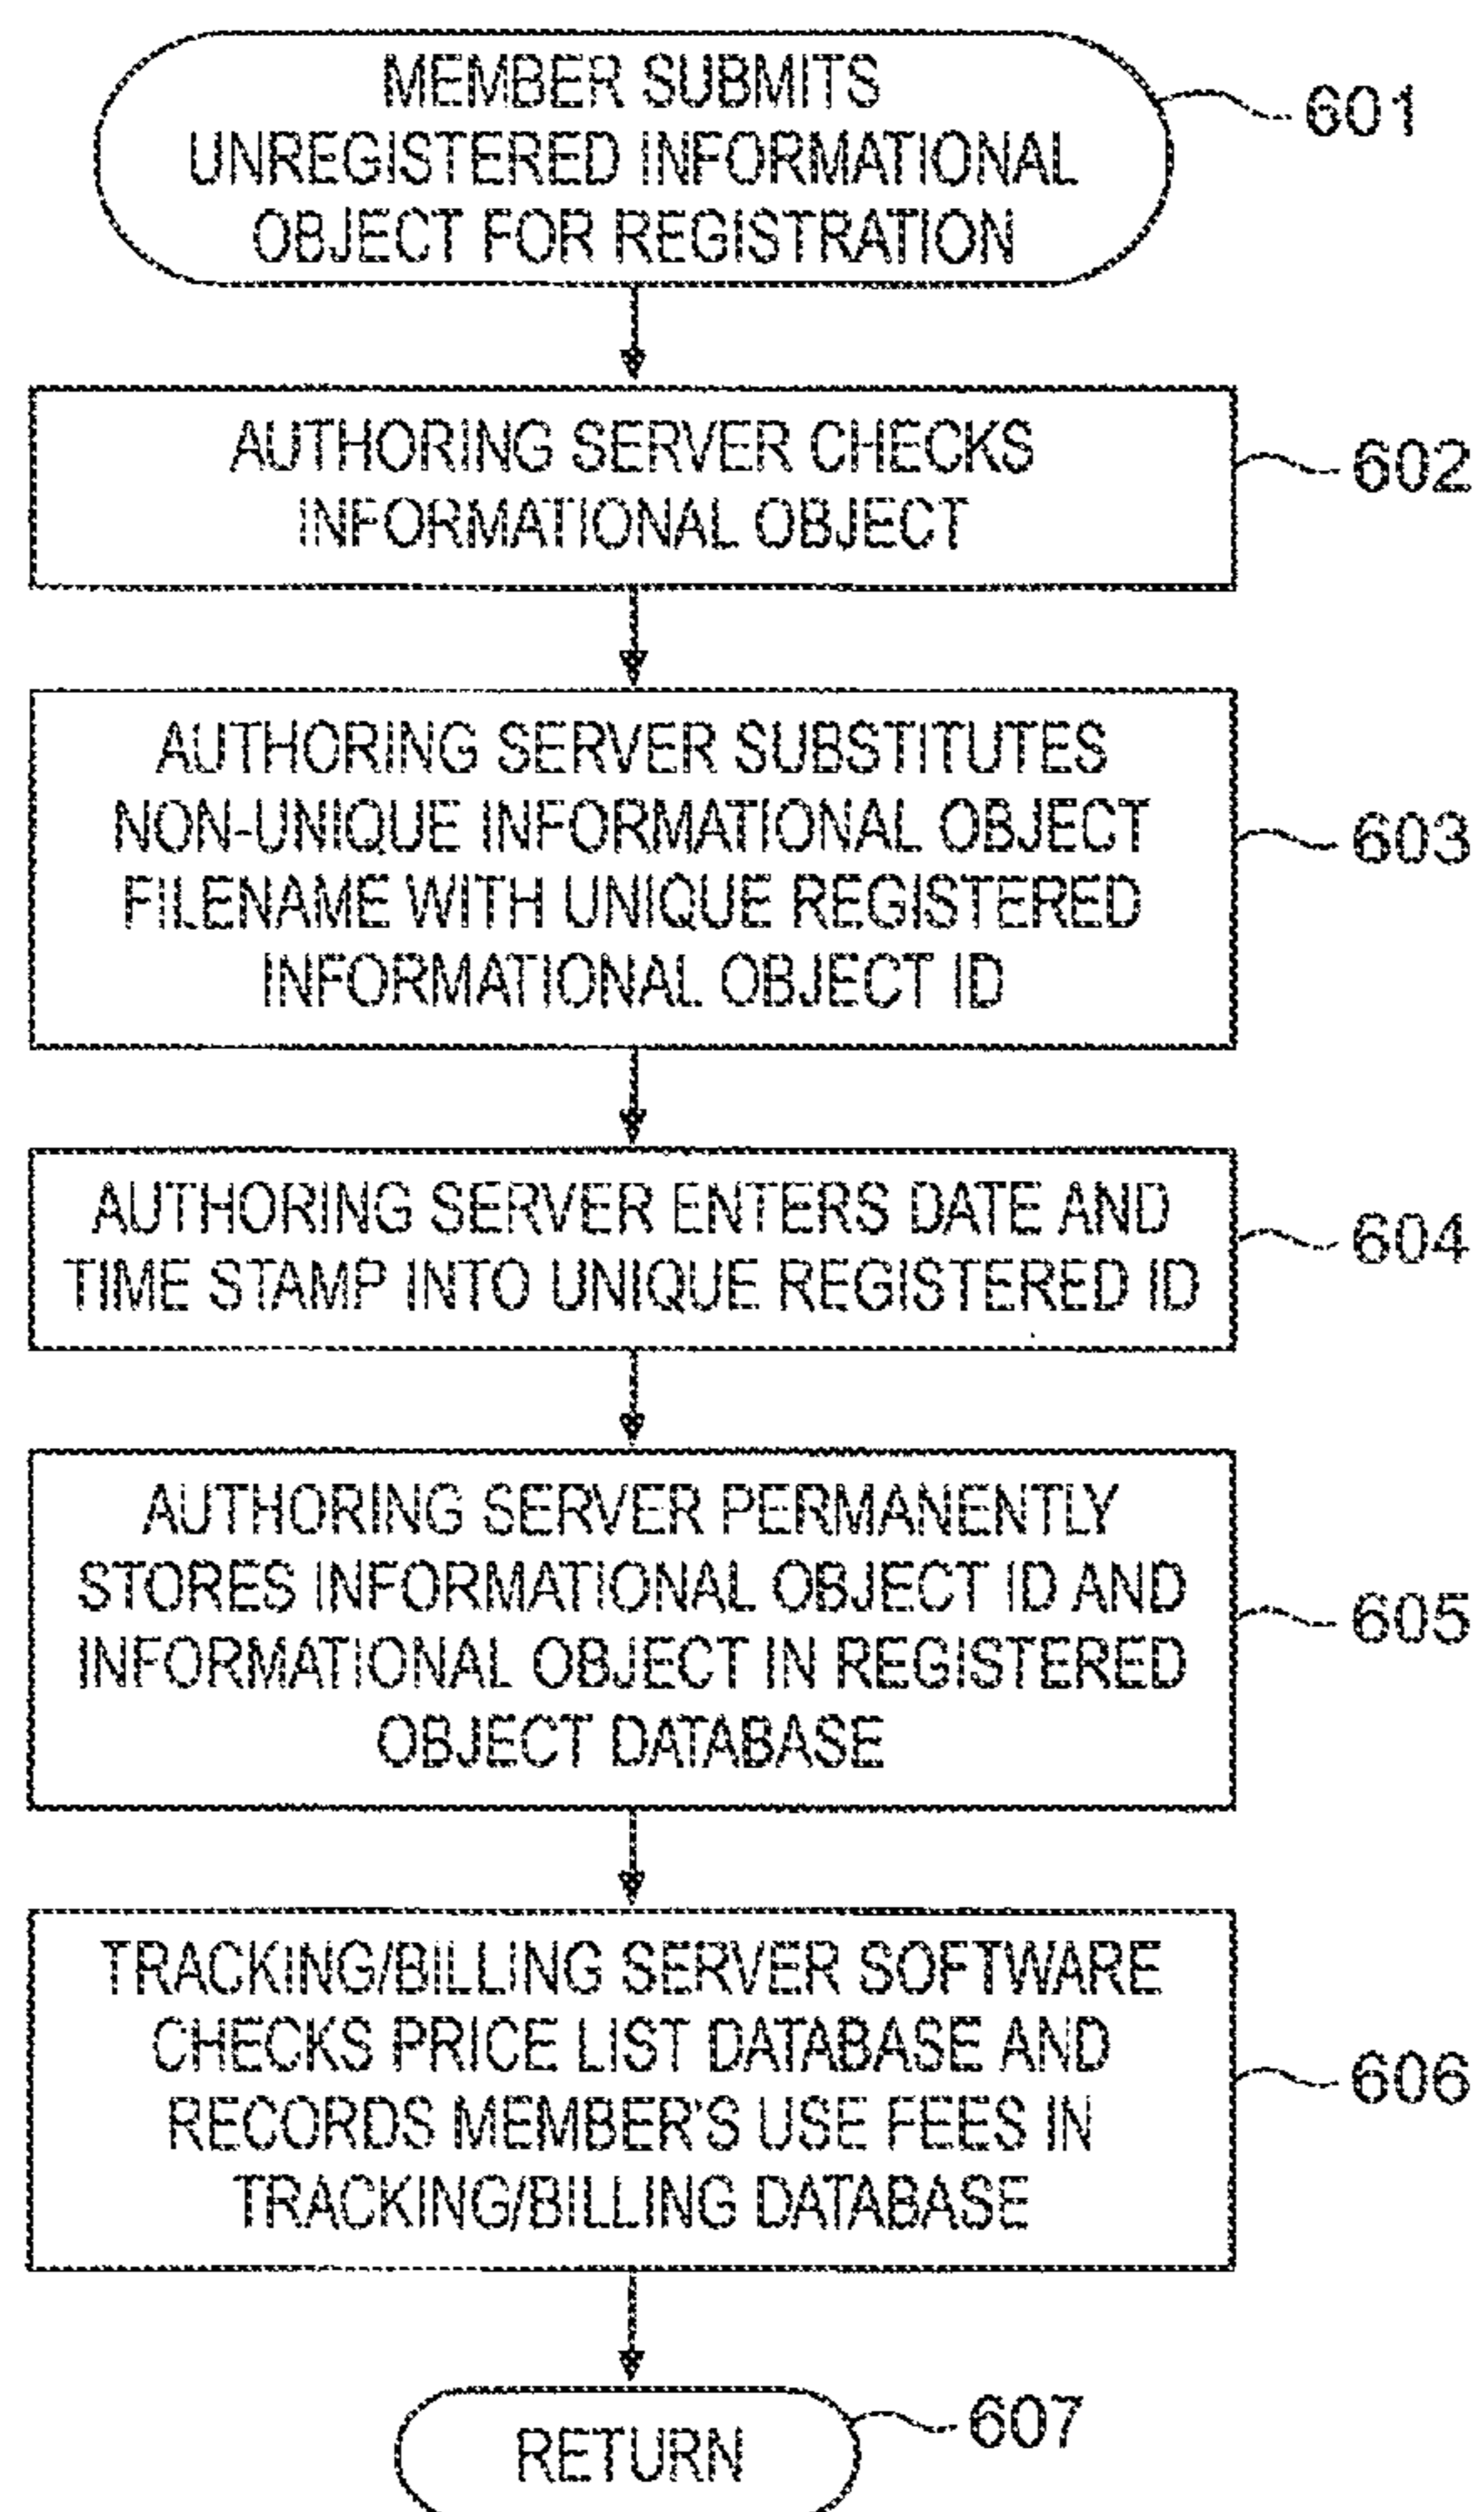 MEMBER SUBMITS
UNREGISTERED INFORMATIONAL
OBJECT FOR REGISTRATION
601
AUTHORING SERVER CHECKS
INFORMATIONAL OBJECT
602
AUTHORING SERVER SUBSTITUTES
NON-UNIQUE INFORMATIONAL OBJECT
FILENAME WITH UNIQUE REGISTERED
INFORMATIONAL OBJECT ID
603
AUTHORING SERVER ENTERS DATE AND
TIME STAMP INTO UNIQUE REGISTERED ID
604
AUTHORING SERVER PERMANENTLY
STORES INFORMATIONAL OBJECT ID AND
INFORMATIONAL OBJECT IN REGISTERED
OBJECT DATABASE
605
TRACKING/BILLING SERVER SOFTWARE
CHECKS PRICE LIST DATABASE AND
RECORDS MEMBER'S USE FEES IN
TRACKING/BILLING DATABASE
606
RETURN
607